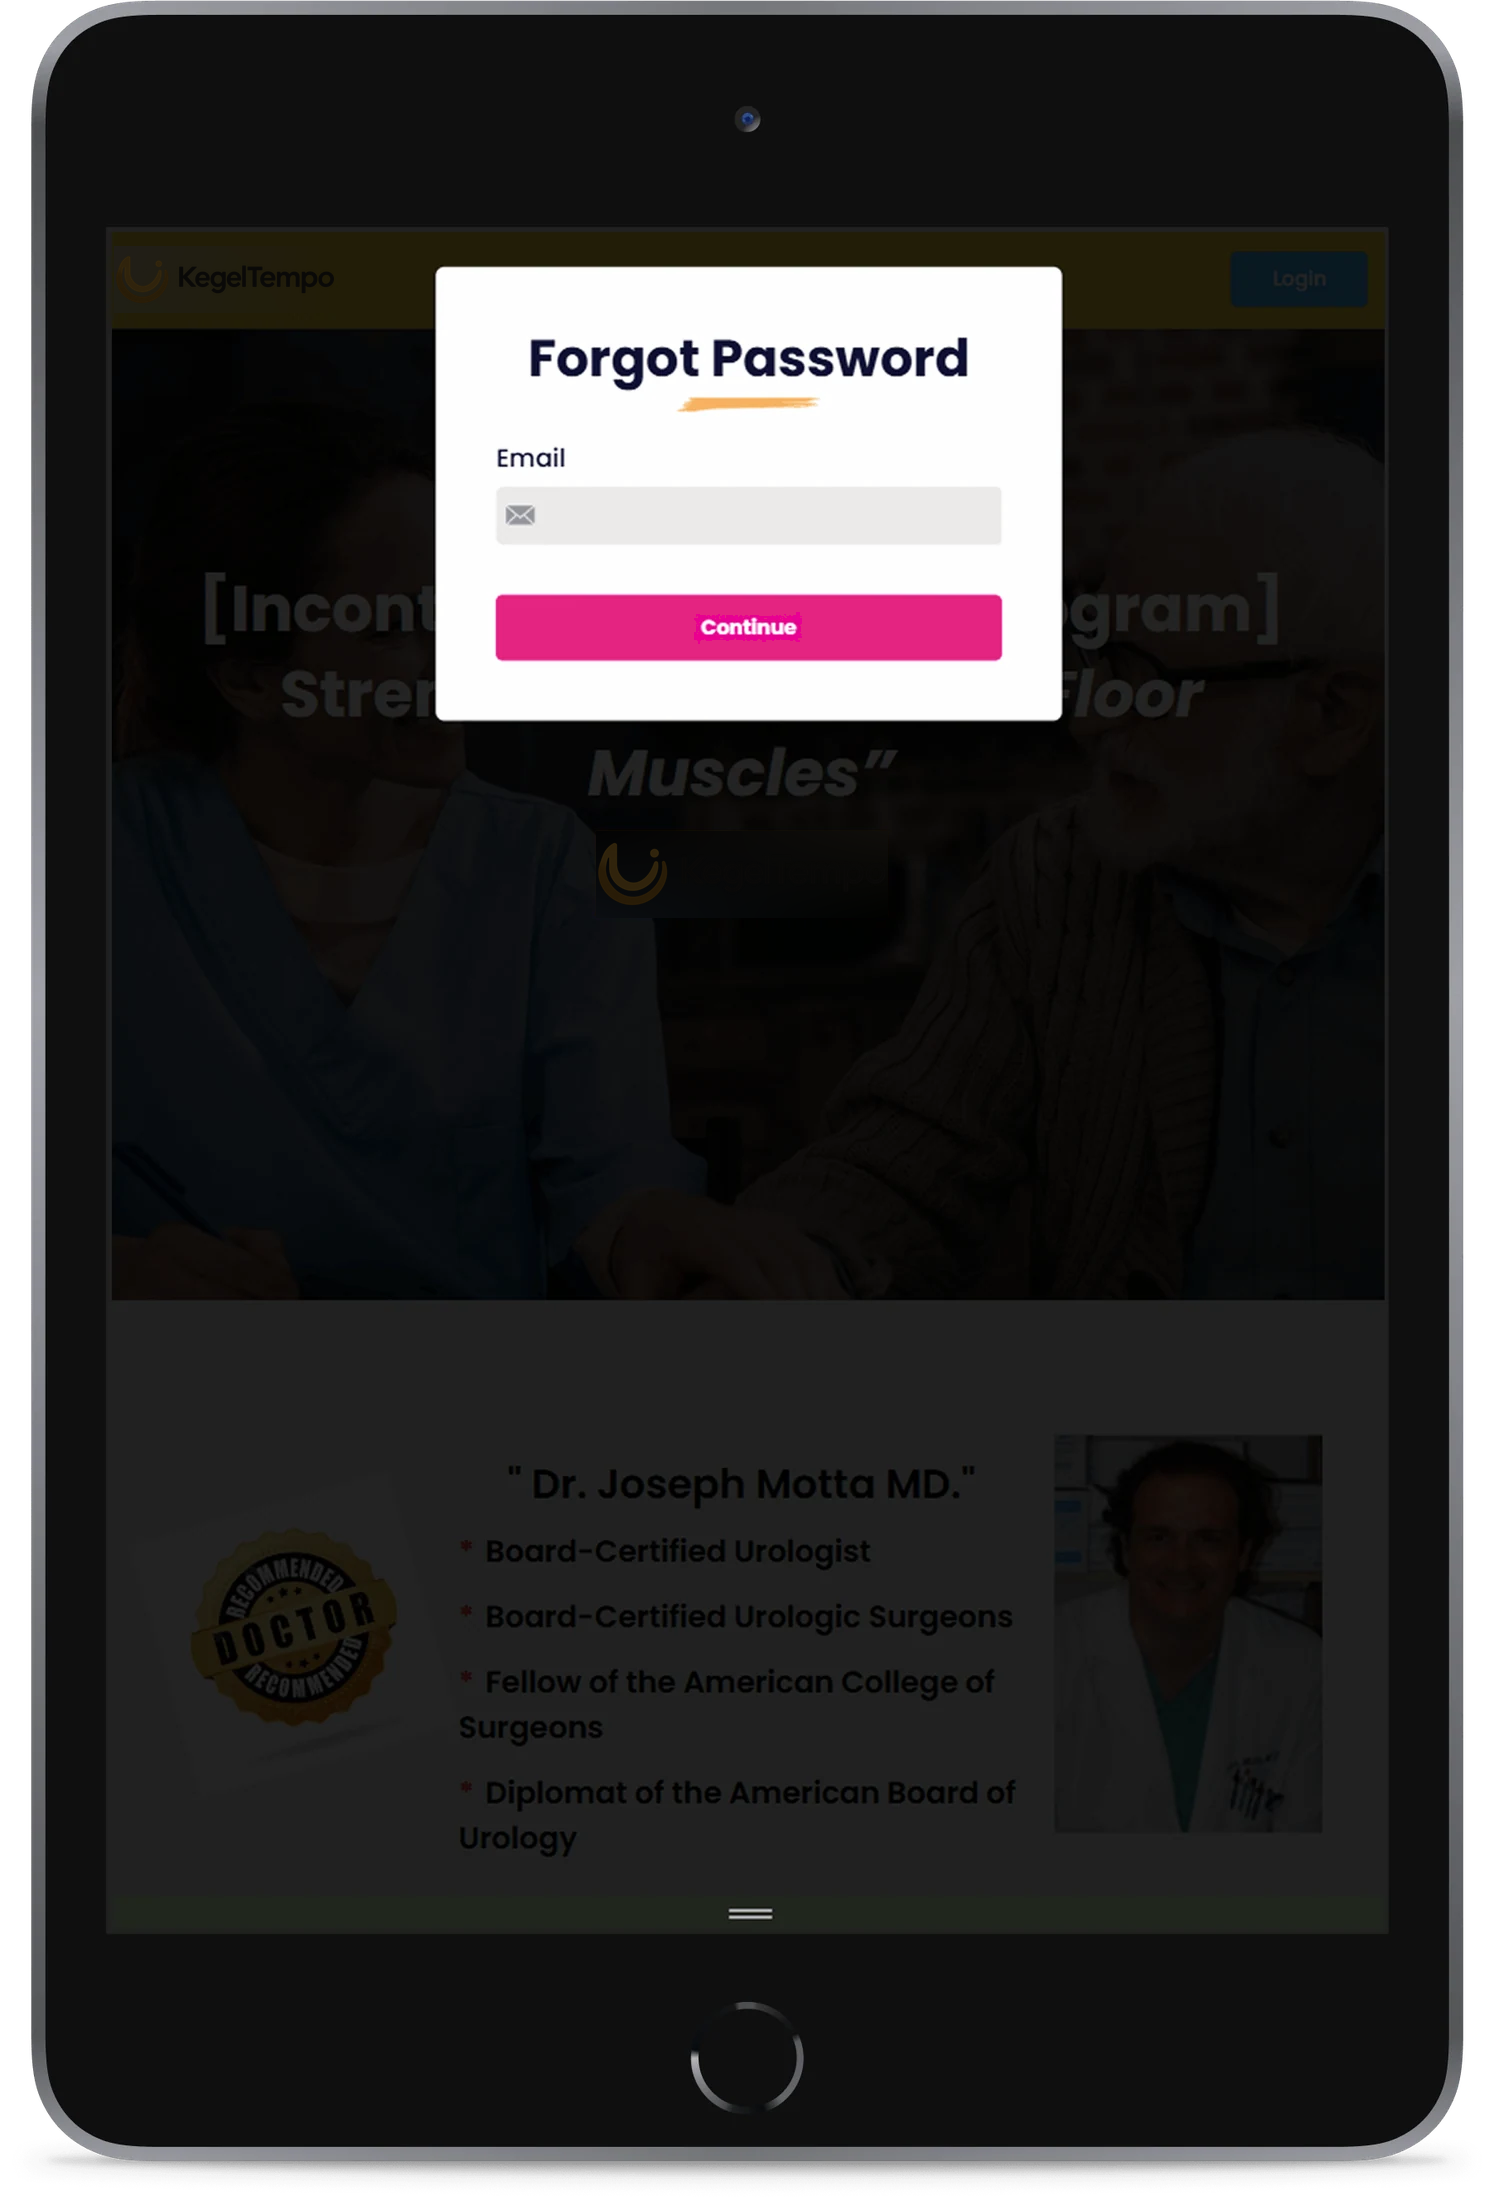 KegelTempo
Login
Forgot Password
Email
Continue
[Incont
gram]
Stren
Floor
Muscles”
" Dr. Joseph Motta MD."
* Board-Certified Urologist
* Board-Certified Urologic Surgeons
* Fellow of the American College of
Surgeons
* Diplomat of the American Board of
Urology
RECOMMENDED
DOCTOR
RECOMMENDED